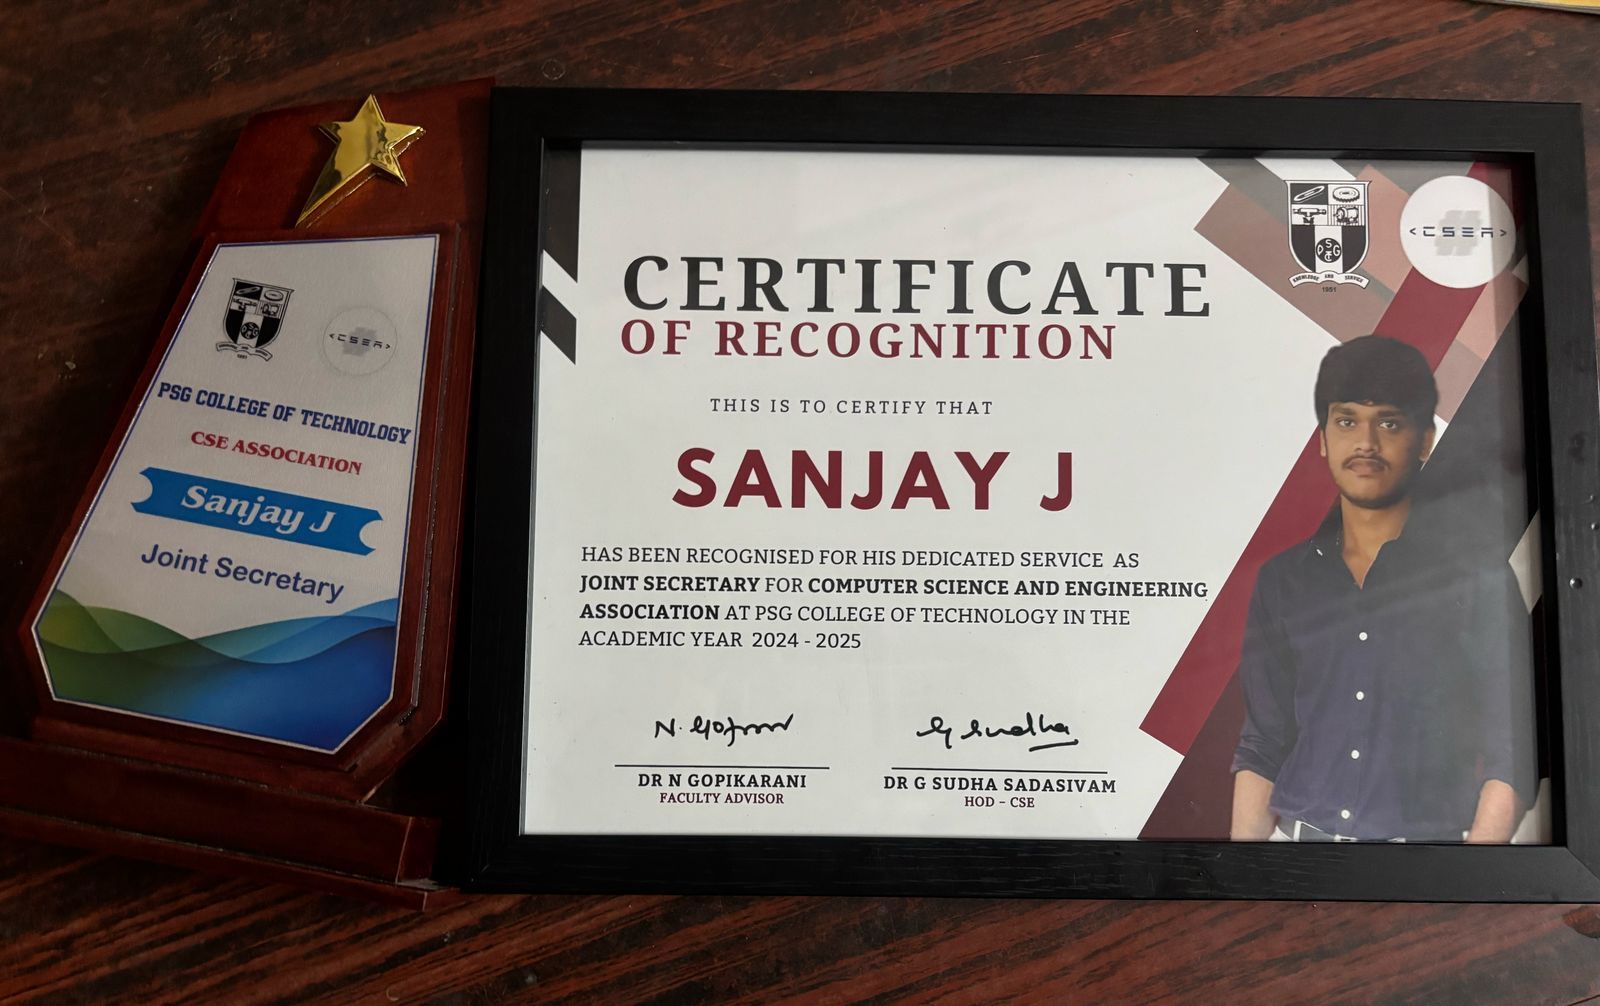 PSG COLLEGE OF TECHNOLOGY
CSE ASSOCIATION
Sanjay J
Joint Secretary
<CSEA>
1951
CERTIFICATE
OF RECOGNITION
THIS IS TO CERTIFY THAT
SANJAY J
HAS BEEN RECOGNISED FOR HIS DEDICATED SERVICE AS
JOINT SECRETARY FOR COMPUTER SCIENCE AND ENGINEERING
ASSOCIATION AT PSG COLLEGE OF TECHNOLOGY IN THE
ACADEMIC YEAR 2024 - 2025
G Sudha
DR N GOPIKARANI
FACULTY ADVISOR
DR G SUDHA SADASIVAM
HOD - CSE
KNOWLEDGE AND SERVICE
1951
<CSEA>